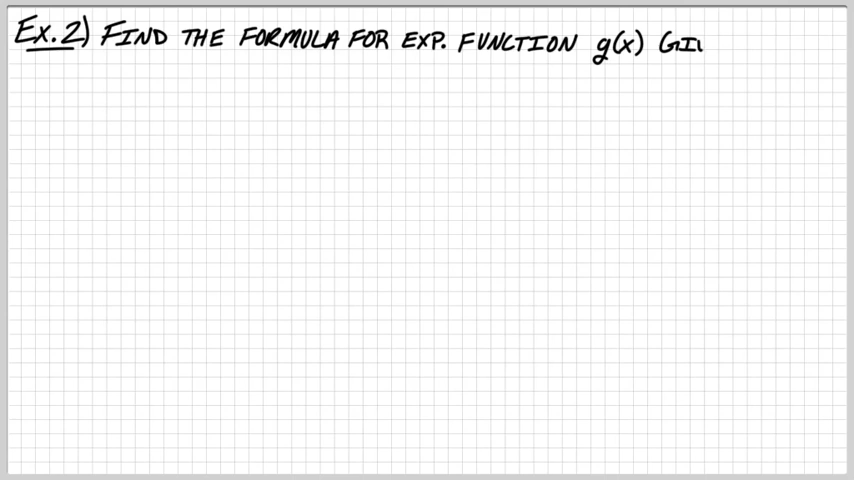 Ex. 2) FIND THE FORMULA FOR EXP. FUNCTION g(x)